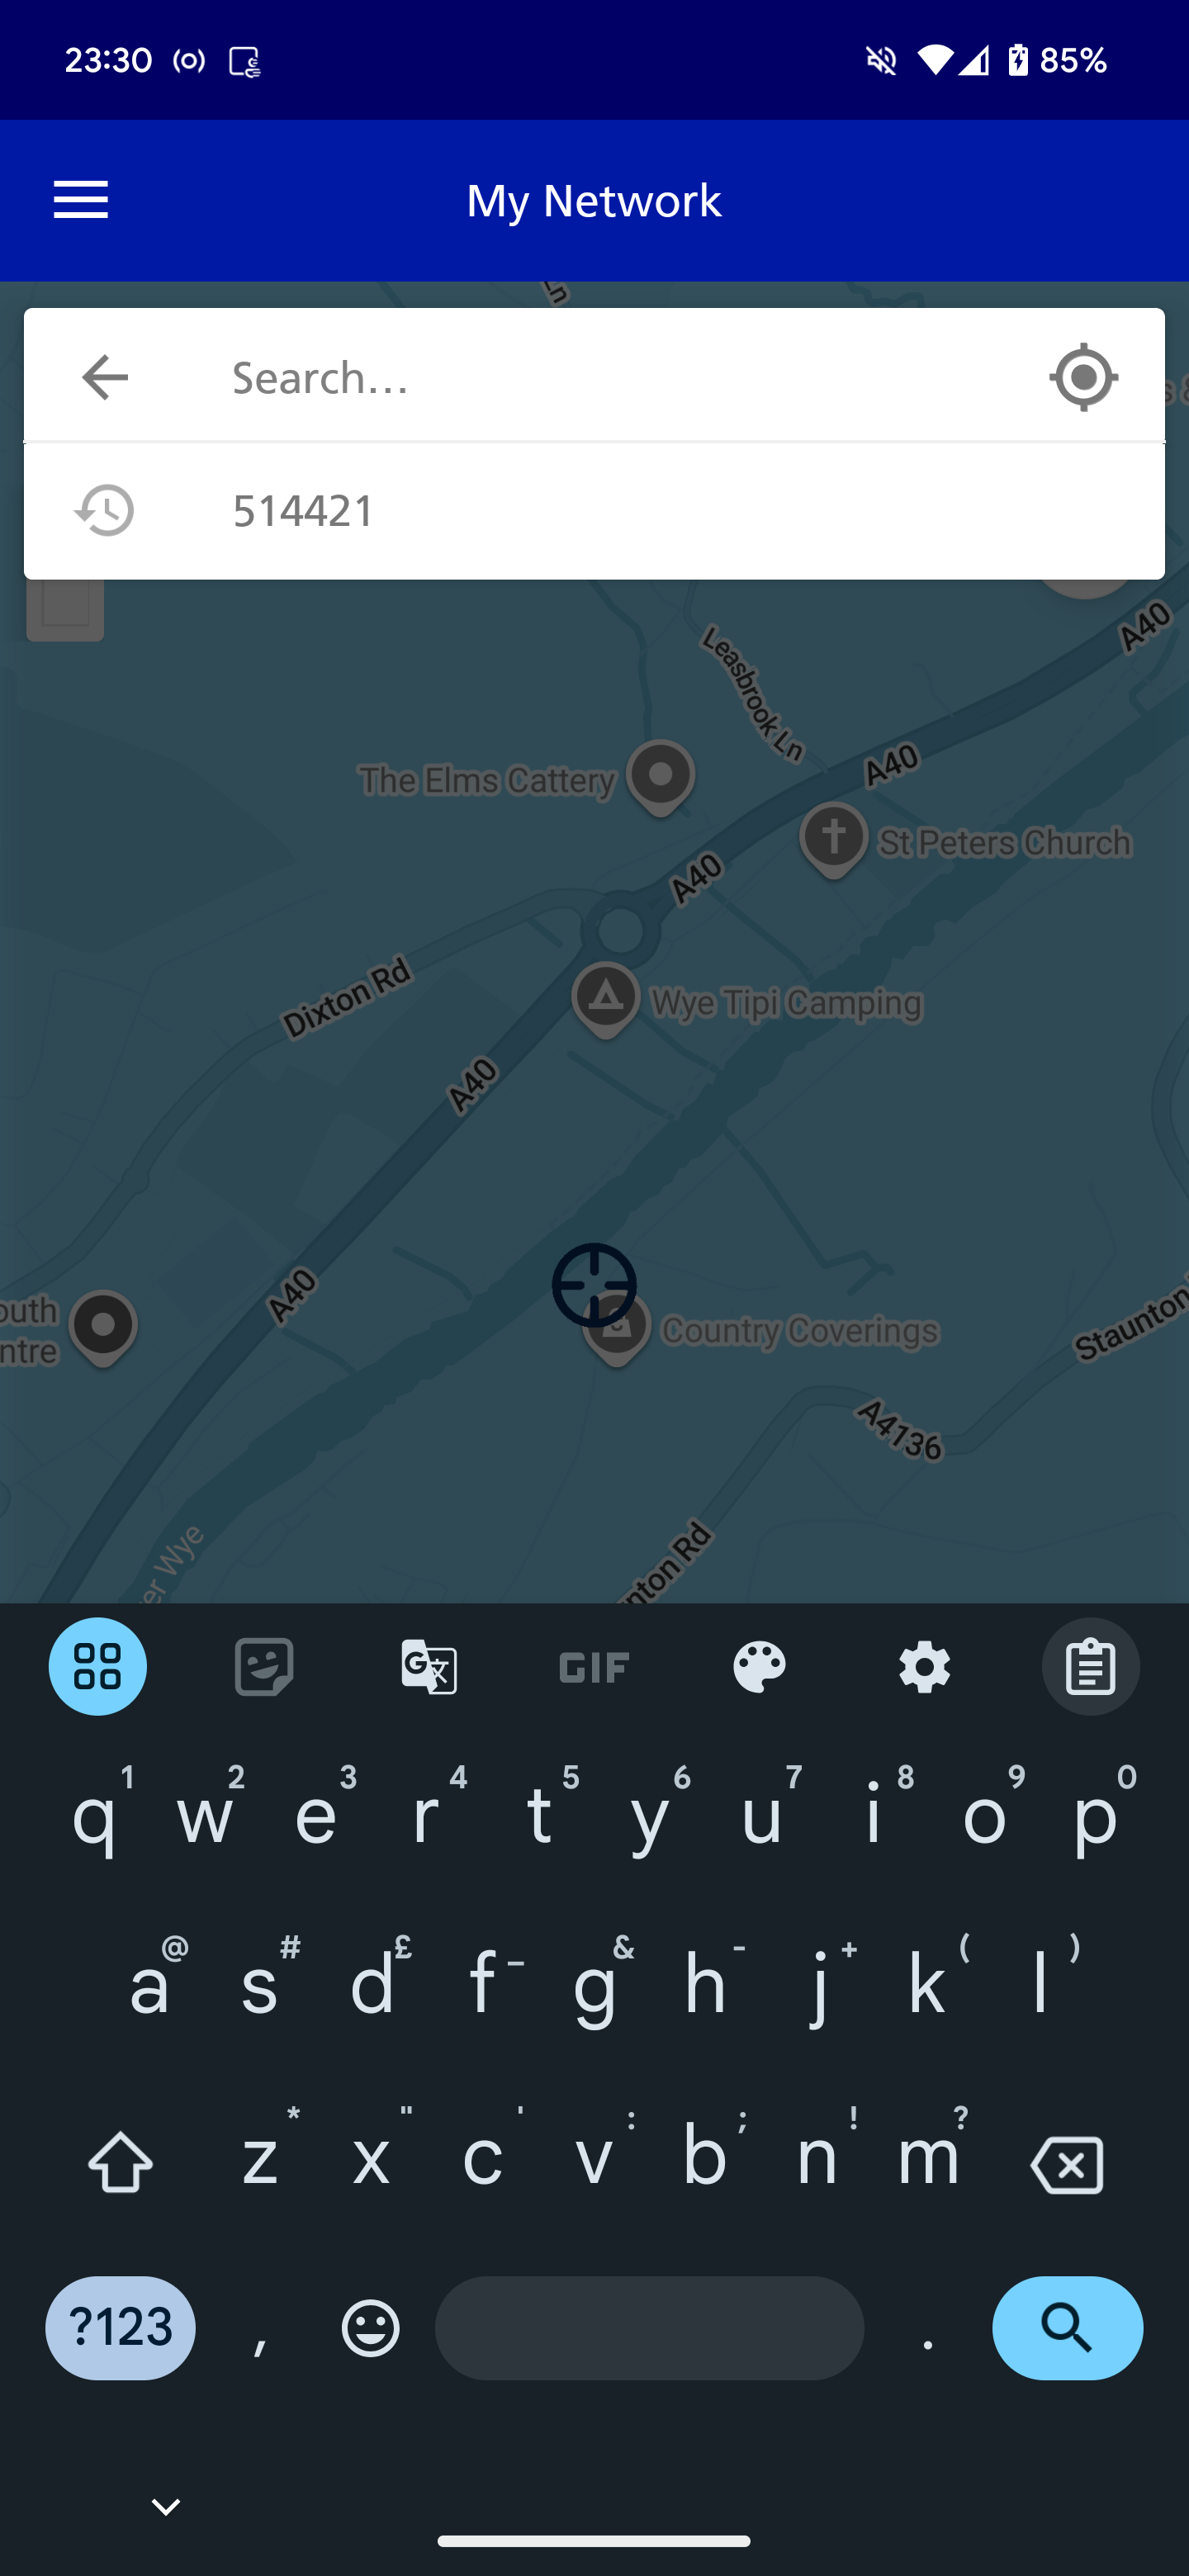 23:30
85%
My Network
Ln
Search...
514421
A40
Leasbrook Ln
A40
The Elms Cattery
St Peters Church
A40
Dixton Rd
Wye Tipi Camping
A40
A40
outh
ntre
Country Coverings
Staunton
A4136
er Wye
nton Rd
GIF
1 2 3 4 5 6 7 8 9 0
q w e r t y u i o p
@ # £ _ & - + ( )
a s d f g h j k l
* " ' : ; ! ?
z x c v b n m
?123 , .